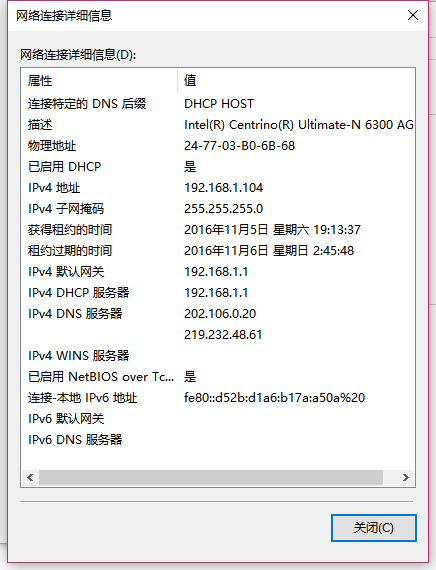 网络连接详细信息
网络连接详细信息(D):
属性 值
连接特定的 DNS 后缀 DHCP HOST
描述 Intel(R) Centrino(R) Ultimate-N 6300 AG
物理地址 24-77-03-B0-6B-68
已启用 DHCP 是
IPv4 地址 192.168.1.104
IPv4 子网掩码 255.255.255.0
获得租约的时间 2016年11月5日 星期六 19:13:37
租约过期的时间 2016年11月6日 星期日 2:45:48
IPv4 默认网关 192.168.1.1
IPv4 DHCP 服务器 192.168.1.1
IPv4 DNS 服务器 202.106.0.20
219.232.48.61
IPv4 WINS 服务器
已启用 NetBIOS over Tc... 是
连接-本地 IPv6 地址 fe80::d52b:d1a6:b17a:a50a%20
IPv6 默认网关
IPv6 DNS 服务器
关闭(C)